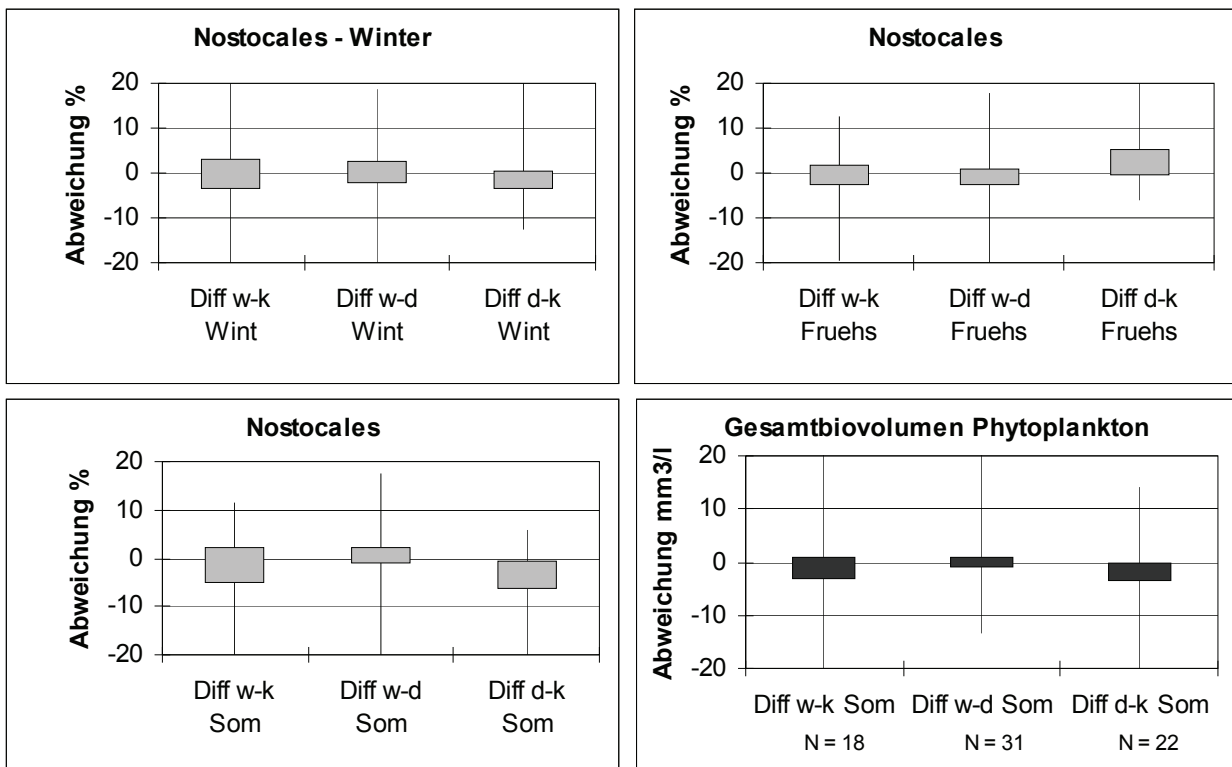 Nostocales - Winter
Abweichung %
20
10
0
-10
-20
Diff w-k Diff w-d Diff d-k
Wint Wint Wint
Nostocales
Abweichung %
20
10
0
-10
-20
Diff w-k Diff w-d Diff d-k
Fruehs Fruehs Fruehs
Nostocales
Abweichung %
20
10
0
-10
-20
Diff w-k Diff w-d Diff d-k
Som Som Som
Gesamtbiovolumen Phytoplankton
Abweichung mm3/l
20
10
0
-10
-20
Diff w-k Som Diff w-d Som Diff d-k Som
N = 18 N = 31 N = 22